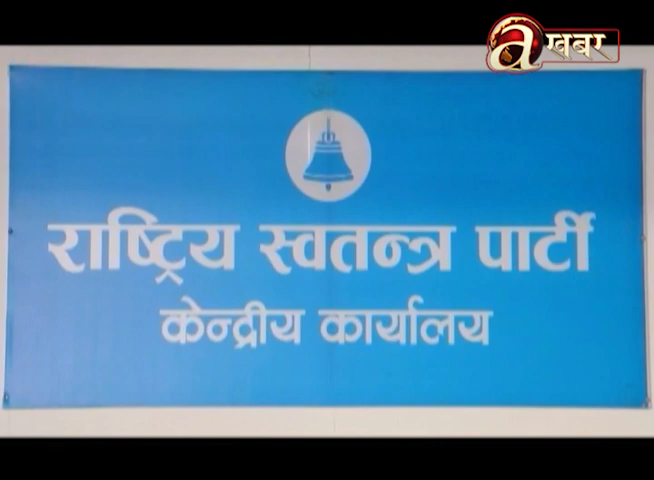 a खबर
राष्ट्रिय स्वतन्त्र पार्टी
केन्द्रीय कार्यालय